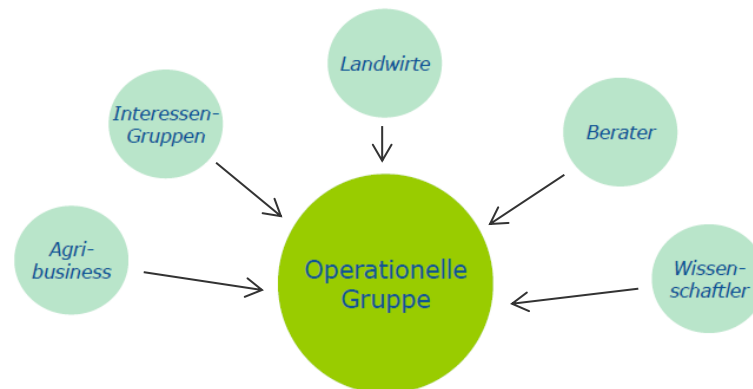 Landwirte
Interessen-
Gruppen
Berater
Agri-
business
Operationelle
Gruppe
Wissen-
schaftler